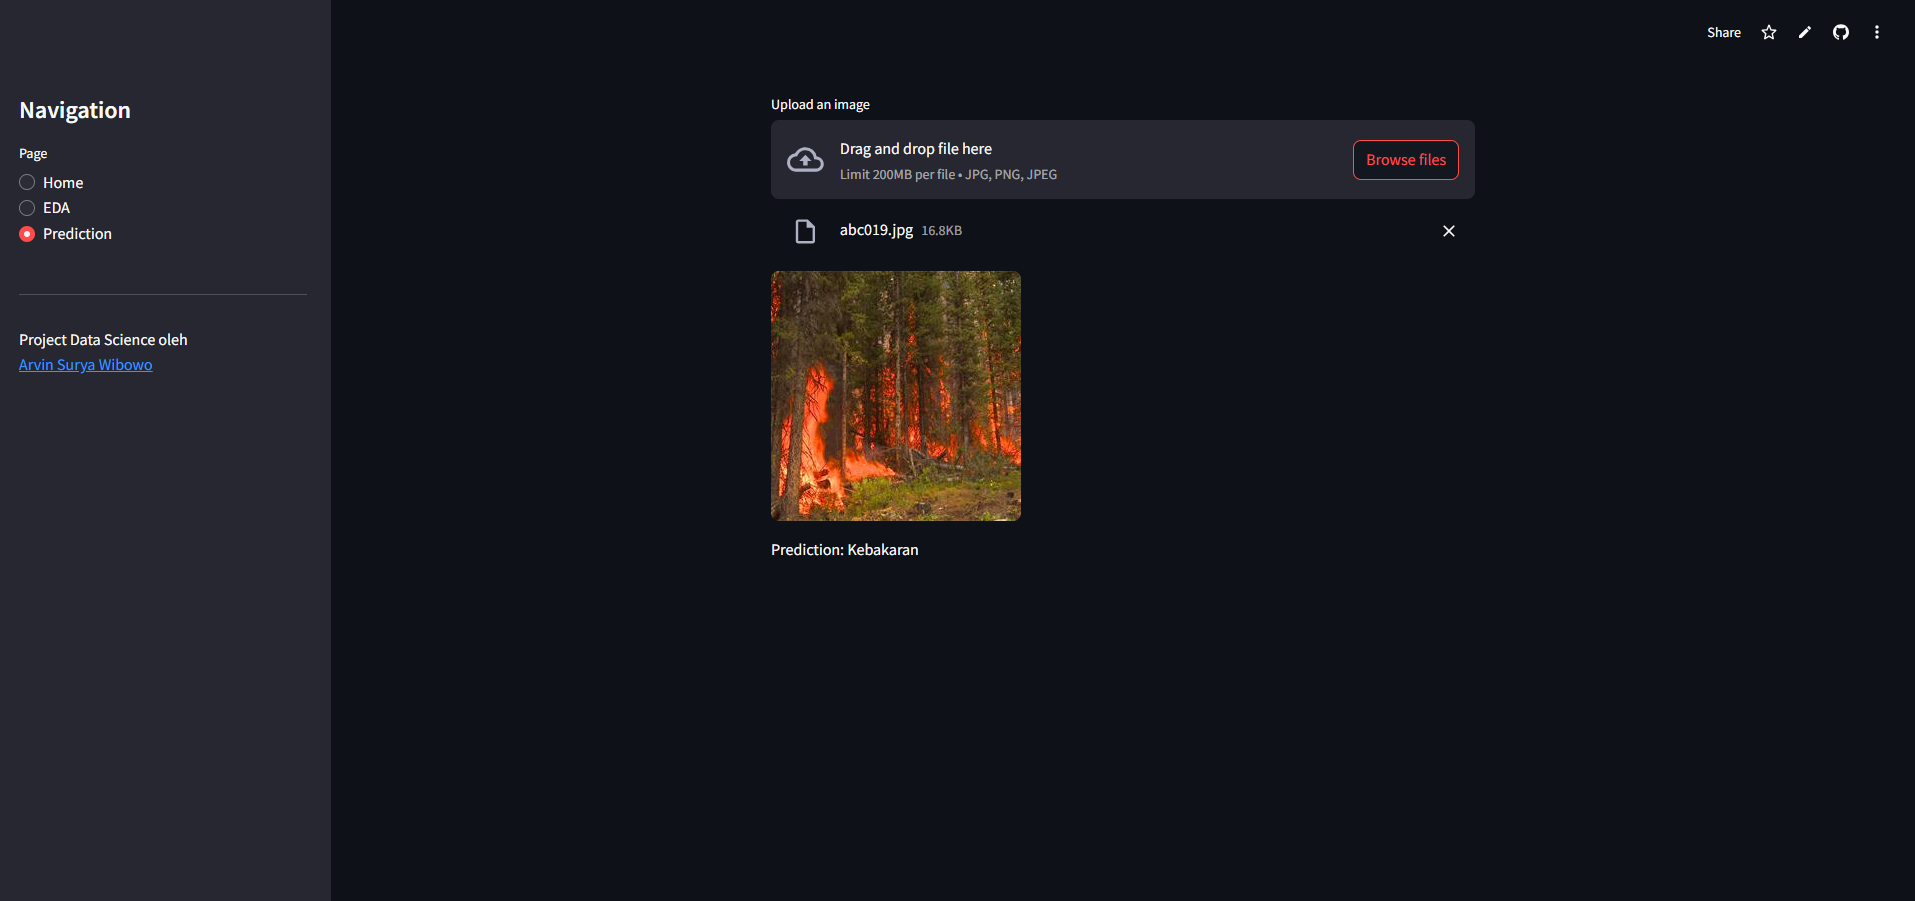 Share
Navigation
Page
Home
EDA
Prediction
Project Data Science oleh
Arvin Surya Wibowo
Upload an image
Drag and drop file here
Limit 200MB per file • JPG, PNG, JPEG
Browse files
abc019.jpg 16.8KB
Prediction: Kebakaran